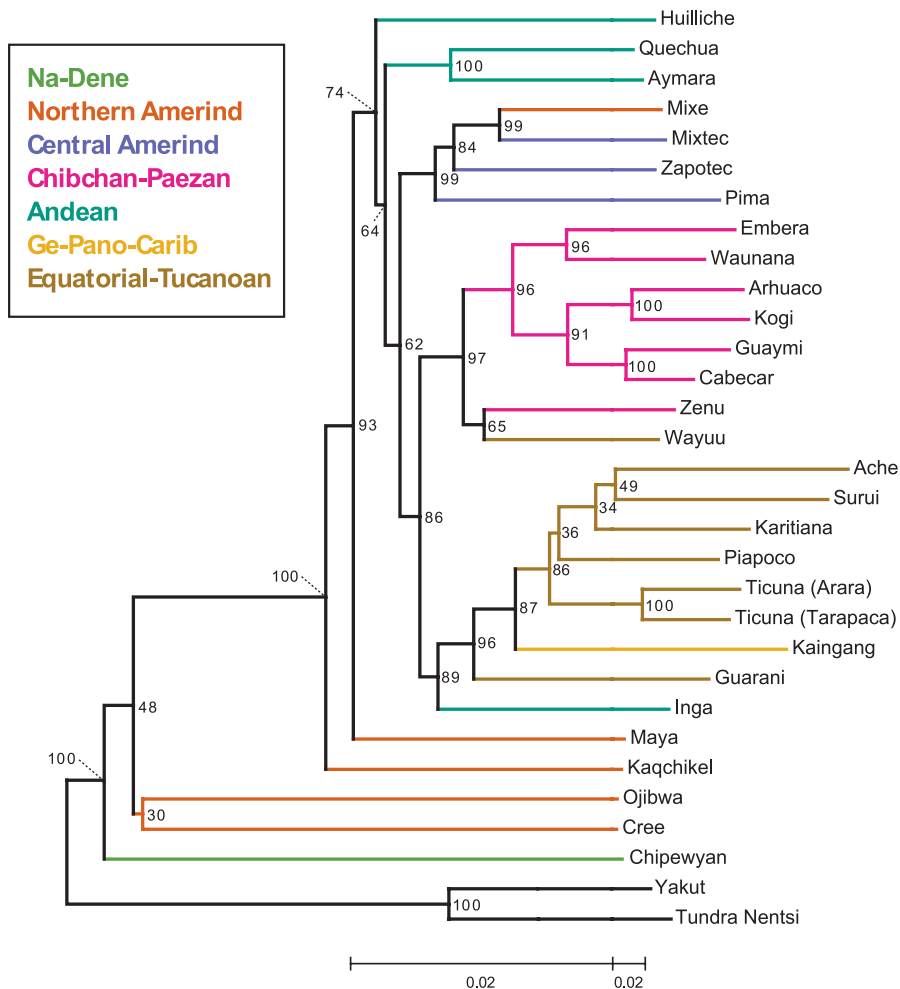 Na-Dene
Northern Amerind
Central Amerind
Chibchan-Paezan
Andean
Ge-Pano-Carib
Equatorial-Tucanoan
Huilliche
Quechua
100
Aymara
74
Mixe
99
Mixtec
84
Zapotec
99
Pima
64
Embera
96
Waunana
96
Arhuaco
100
Kogi
91
62
Guaymi
97
100
Cabecar
Zenu
93
65
Wayuu
Ache
49
Surui
34
86
Karitiana
36
Piapoco
86
100
Ticuna (Arara)
100
Ticuna (Tarapaca)
87
96
Kaingang
89
Guarani
48
Inga
Maya
100
Kaqchikel
Ojibwa
30
Cree
Chipewyan
Yakut
100
Tundra Nentsi
0.02
0.02